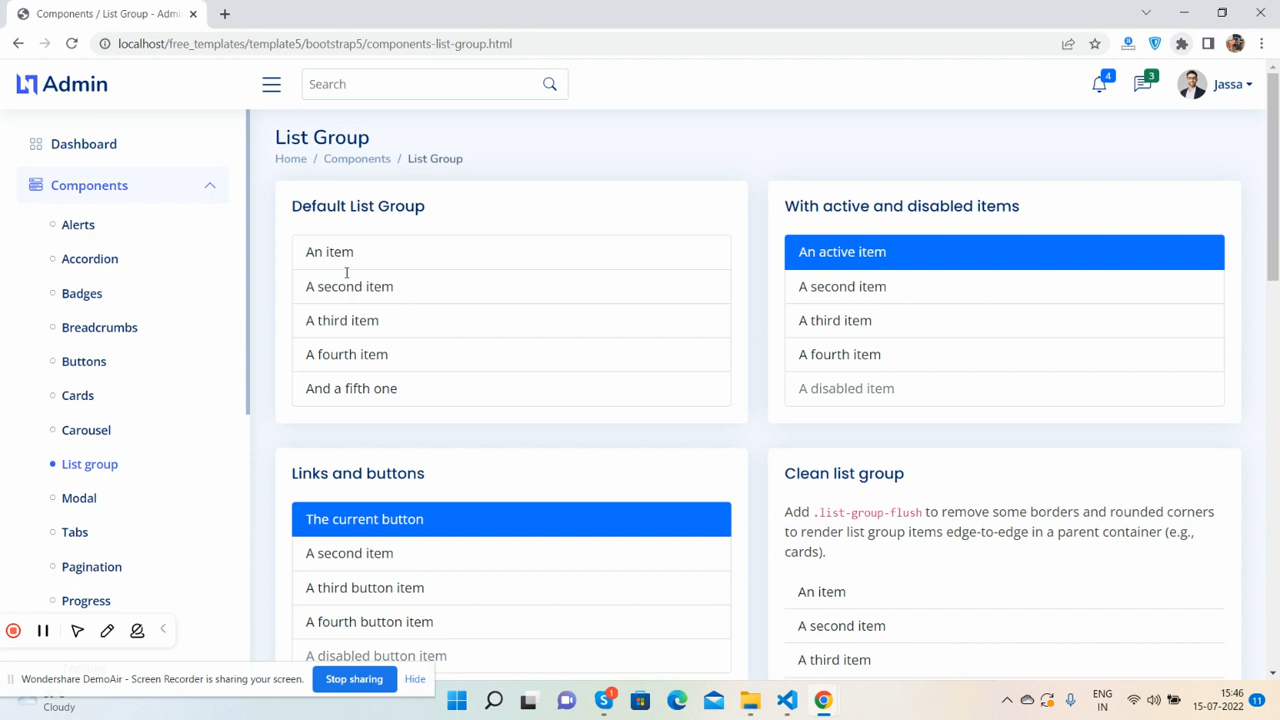 Components / List Group - Admi
localhost/free_templates/template5/bootstrap5/components-list-group.html
Admin
Search
4
3
Jassa
Dashboard
Components
Alerts
Accordion
Badges
Breadcrumbs
Buttons
Cards
Carousel
List group
Modal
Tabs
Pagination
Progress
List Group
Home / Components / List Group
Default List Group
An item
A second item
A third item
A fourth item
And a fifth one
With active and disabled items
An active item
A second item
A third item
A fourth item
A disabled item
Links and buttons
The current button
A second item
A third button item
A fourth button item
A disabled button item
Clean list group
Add .list-group-flush to remove some borders and rounded corners
to render list group items edge-to-edge in a parent container (e.g.,
cards).
An item
A second item
A third item
Wondershare DemoAir - Screen Recorder is sharing your screen.
Stop sharing
Hide
Cloudy
1
ENG
IN
15:46
15-07-2022
11